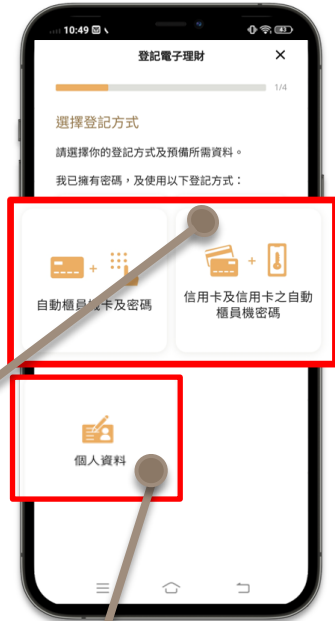 10:49
43
登記電子理財
1/4
選擇登記方式
請選擇你的登記方式及預備所需資料。
我已擁有密碼，及使用以下登記方式：
自動櫃員機卡及密碼
信用卡及信用卡之自動
櫃員機密碼
個人資料